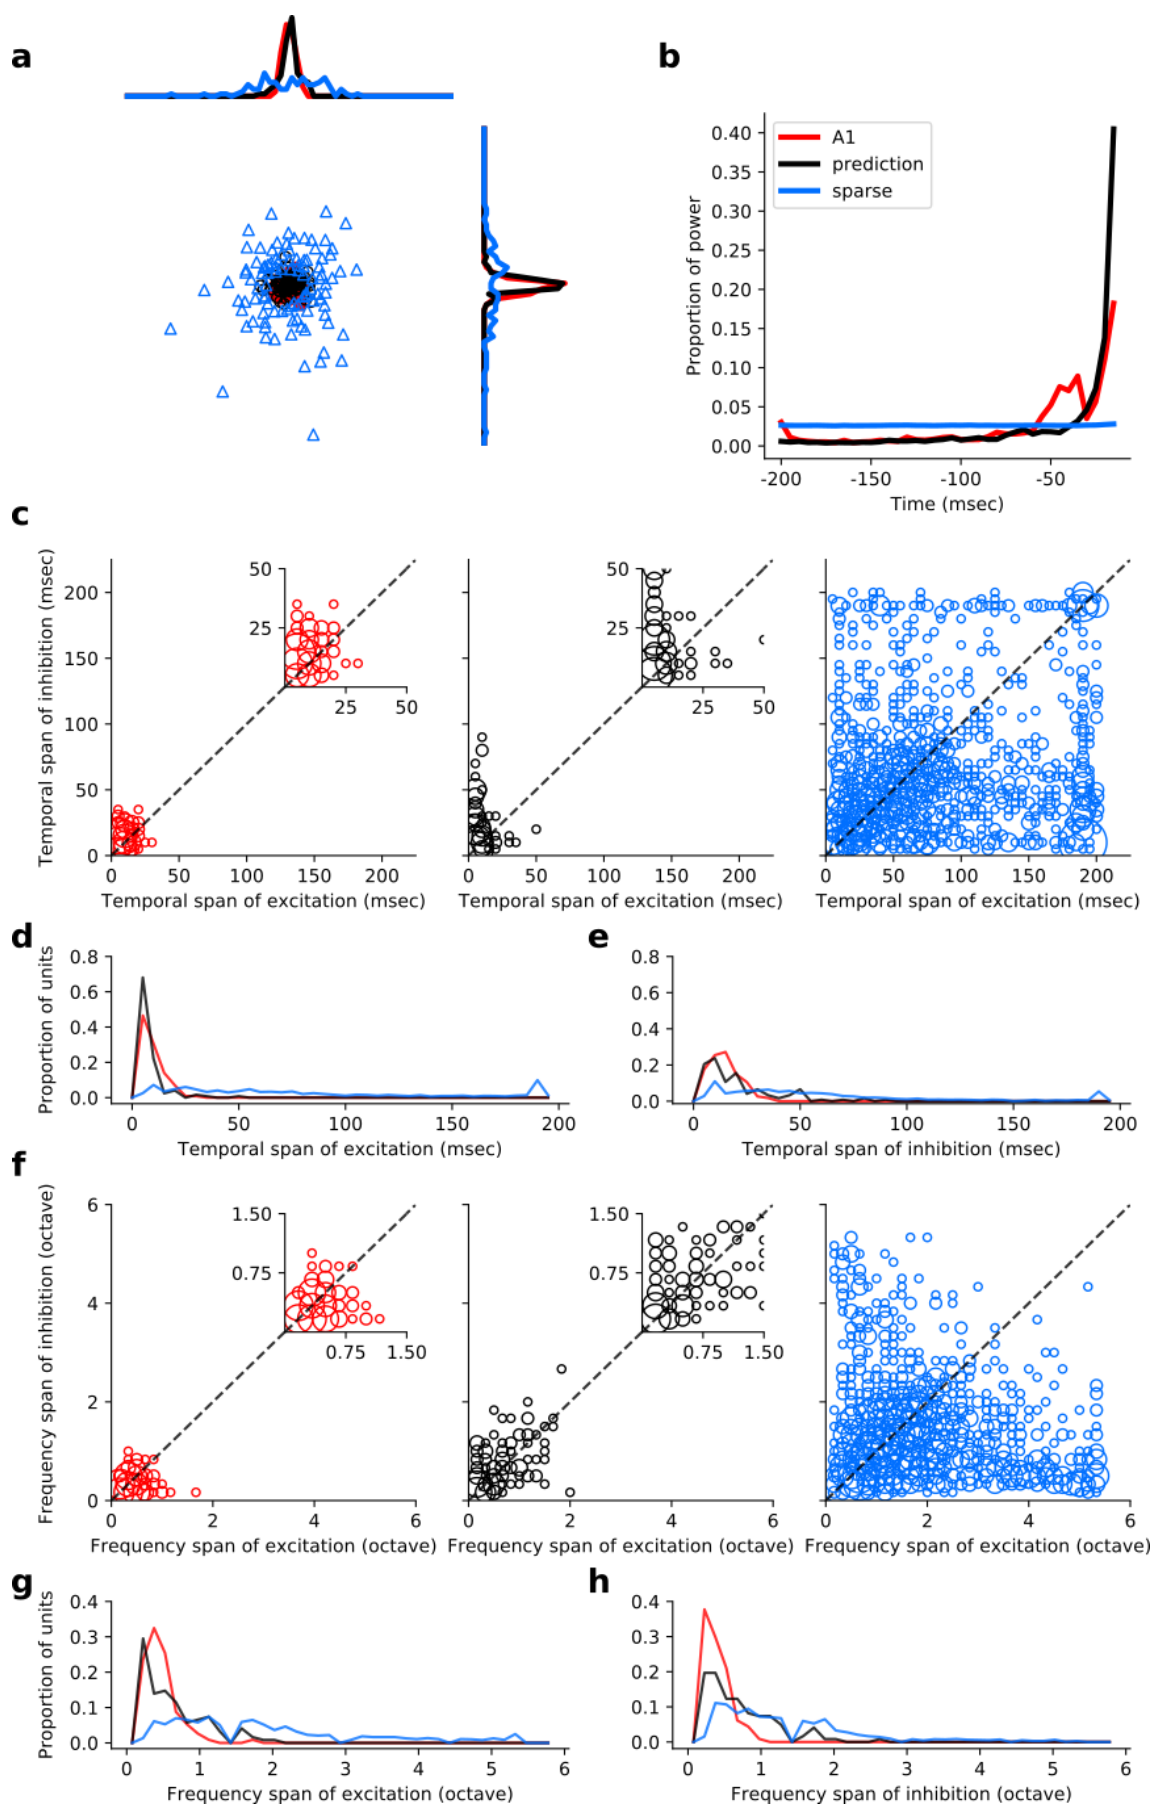 a
b
A1
prediction
sparse
Proportion of power
0.40
0.35
0.30
0.25
0.20
0.15
0.10
0.05
0.00
-200 -150 -100 -50
Time (msec)
c
Temporal span of inhibition (msec)
200
150
100
50
0
50
25
25 50
50
25
25 50
0 50 100 150 200
0 50 100 150 200
0 50 100 150 200
Temporal span of excitation (msec) Temporal span of excitation (msec) Temporal span of excitation (msec)
d
Proportion of units
0.8
0.6
0.4
0.2
0.0
0 50 100 150 200
Temporal span of excitation (msec)
e
0.8
0.6
0.4
0.2
0.0
0 50 100 150 200
Temporal span of inhibition (msec)
f
Frequency span of inhibition (octave)
6
4
2
0
1.50
0.75
0.75 1.50
1.50
0.75
0.75 1.50
0 2 4 6
0 2 4 6
0 2 4 6
Frequency span of excitation (octave) Frequency span of excitation (octave) Frequency span of excitation (octave)
g
Proportion of units
0.4
0.3
0.2
0.1
0.0
0 1 2 3 4 5 6
Frequency span of excitation (octave)
h
0.4
0.3
0.2
0.1
0.0
0 1 2 3 4 5 6
Frequency span of inhibition (octave)